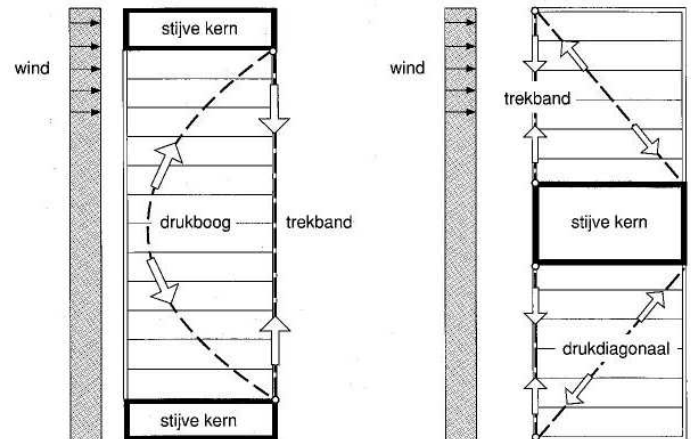 stijve kern
wind
drukboog
trekband
stijve kern
wind
trekband
stijve kern
drukdiagonaal